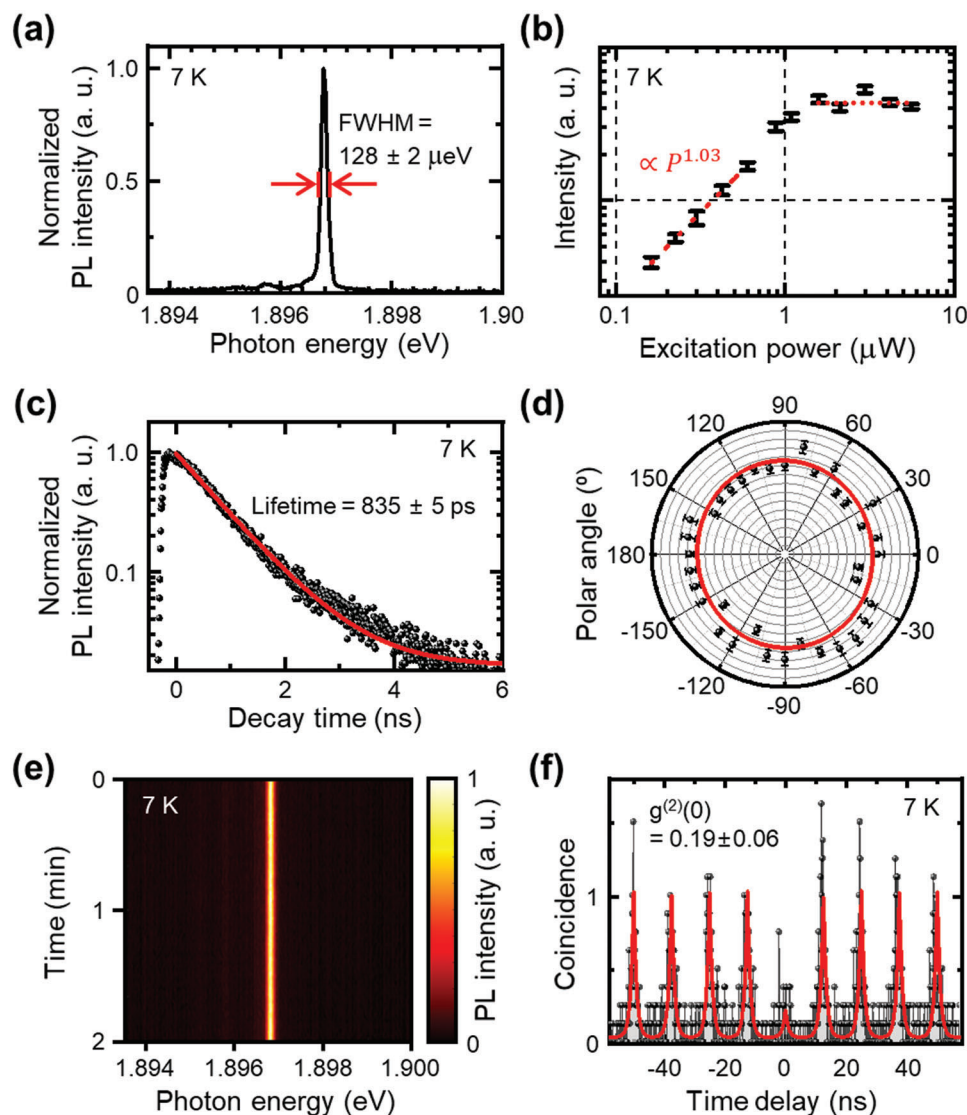 (a)
7 K
FWHM =
128 ± 2 μeV
Normalized
PL intensity (a. u.)
1.0
0.5
0
1.894
1.896
1.898
1.90
Photon energy (eV)
(b)
7 K
∝ P^1.03
Intensity (a. u.)
0.1
1
10
Excitation power (μW)
(c)
7 K
Lifetime = 835 ± 5 ps
Normalized
PL intensity (a. u.)
1.0
0.1
0
2
4
6
Decay time (ns)
(d)
Polar angle (º)
90
120
60
150
30
180
0
-150
-30
-120
-60
-90
(e)
7 K
Time (min)
0
1
2
1.894
1.896
1.898
1.900
Photon energy (eV)
1
0
PL intensity (a. u.)
(f)
g(2)(0)
= 0.19±0.06
7 K
Coincidence
1
0
-40
-20
0
20
40
Time delay (ns)